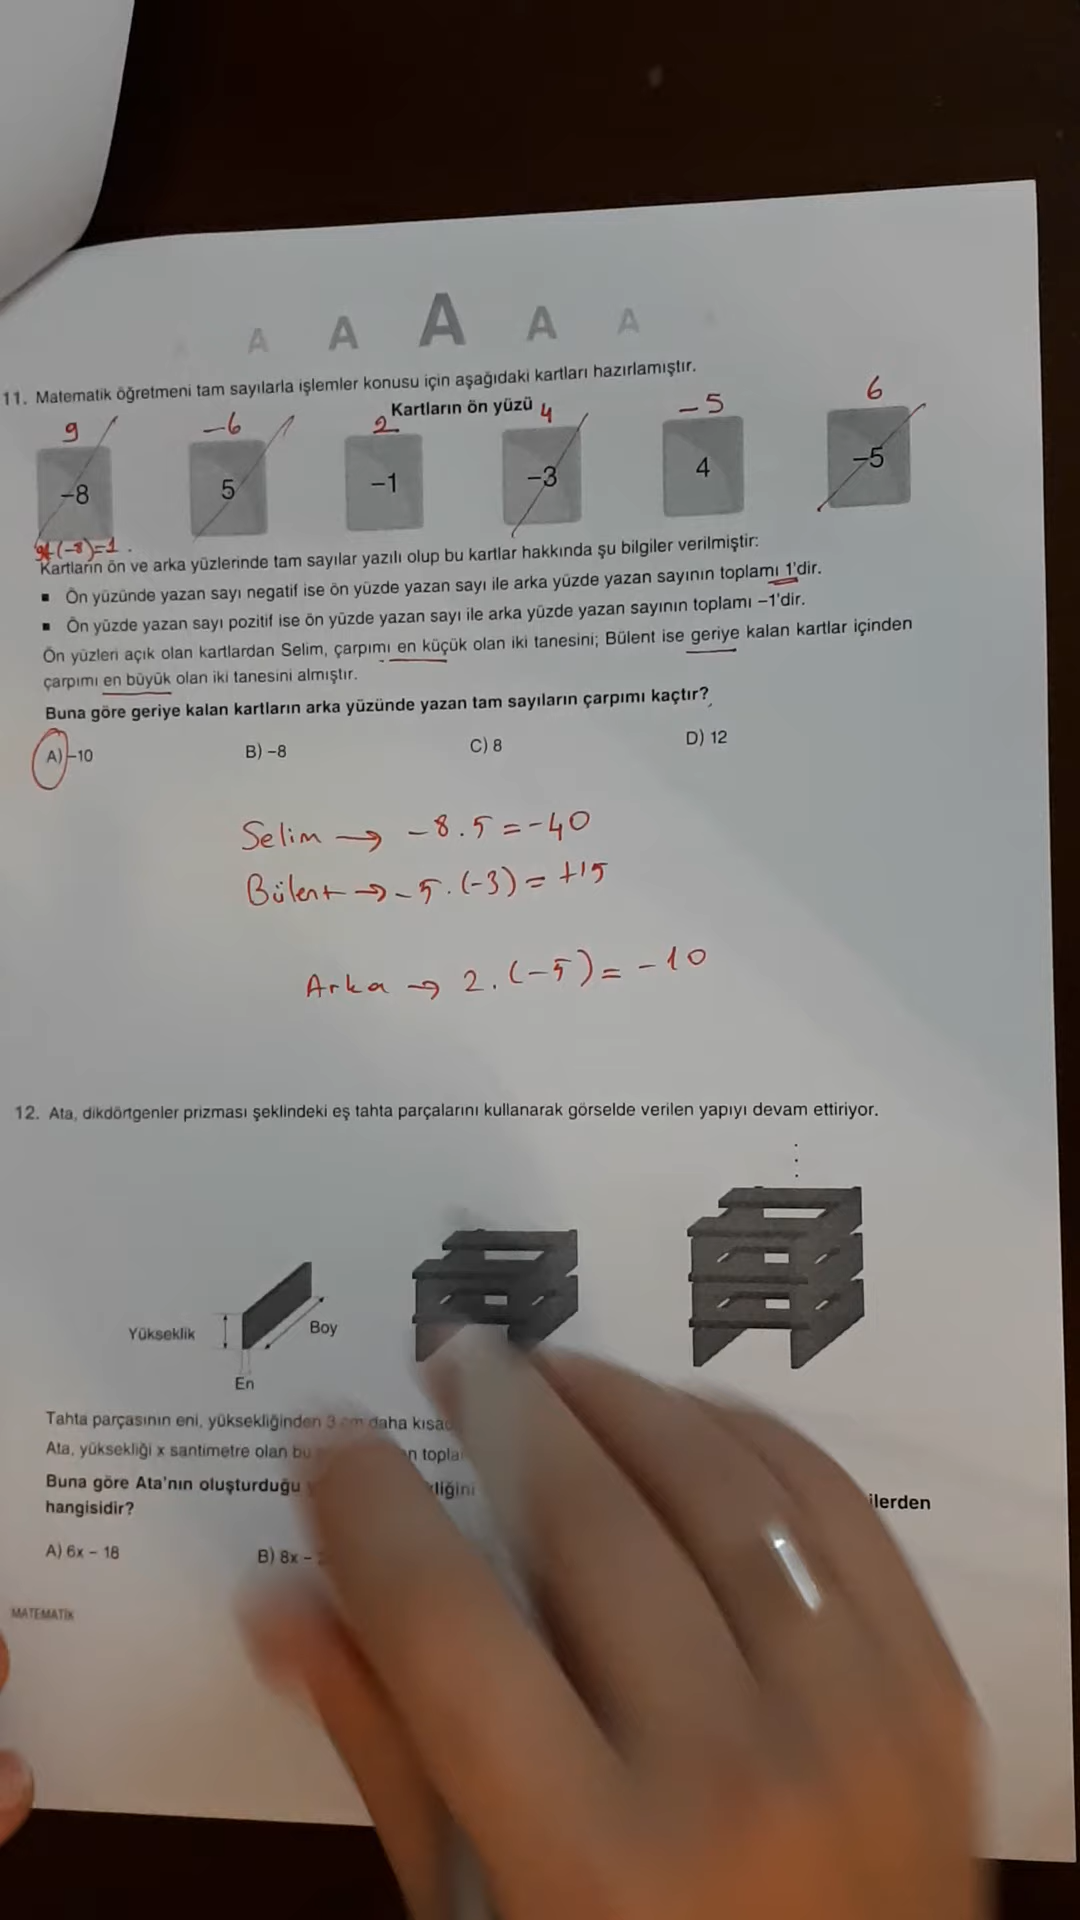 A A A A A
11. Matematik öğretmeni tam sayılarla işlemler konusu için aşağıdaki kartları hazırlamıştır.
Kartların ön yüzü
9 -6 2 4 -5 6
-8 5 -1 -3 4 -5
9+(-8)=1.
Kartların ön ve arka yüzlerinde tam sayılar yazılı olup bu kartlar hakkında şu bilgiler verilmiştir:
▪ Ön yüzünde yazan sayı negatif ise ön yüzde yazan sayı ile arka yüzde yazan sayının toplamı 1'dir.
▪ Ön yüzde yazan sayı pozitif ise ön yüzde yazan sayı ile arka yüzde yazan sayının toplamı –1'dir.
Ön yüzleri açık olan kartlardan Selim, çarpımı en küçük olan iki tanesini; Bülent ise geriye kalan kartlar içinden
çarpımı en büyük olan iki tanesini almıştır.
Buna göre geriye kalan kartların arka yüzünde yazan tam sayıların çarpımı kaçtır?
A) –10 B) –8 C) 8 D) 12
Selim → -8.5=-40
Bülent → -5.(-3)= +15
Arka → 2.(-5)= -10
12. Ata, dikdörtgenler prizması şeklindeki eş tahta parçalarını kullanarak görselde verilen yapıyı devam ettiriyor.
Yükseklik
Boy
En
Tahta parçasının eni, yüksekliğinden 3 cm daha
Ata, yüksekliği x santimetre olan
Buna göre Ata'nın oluşturduğu
hangisidir?
A) 6x – 18 B) 8x –
MATEMATİK